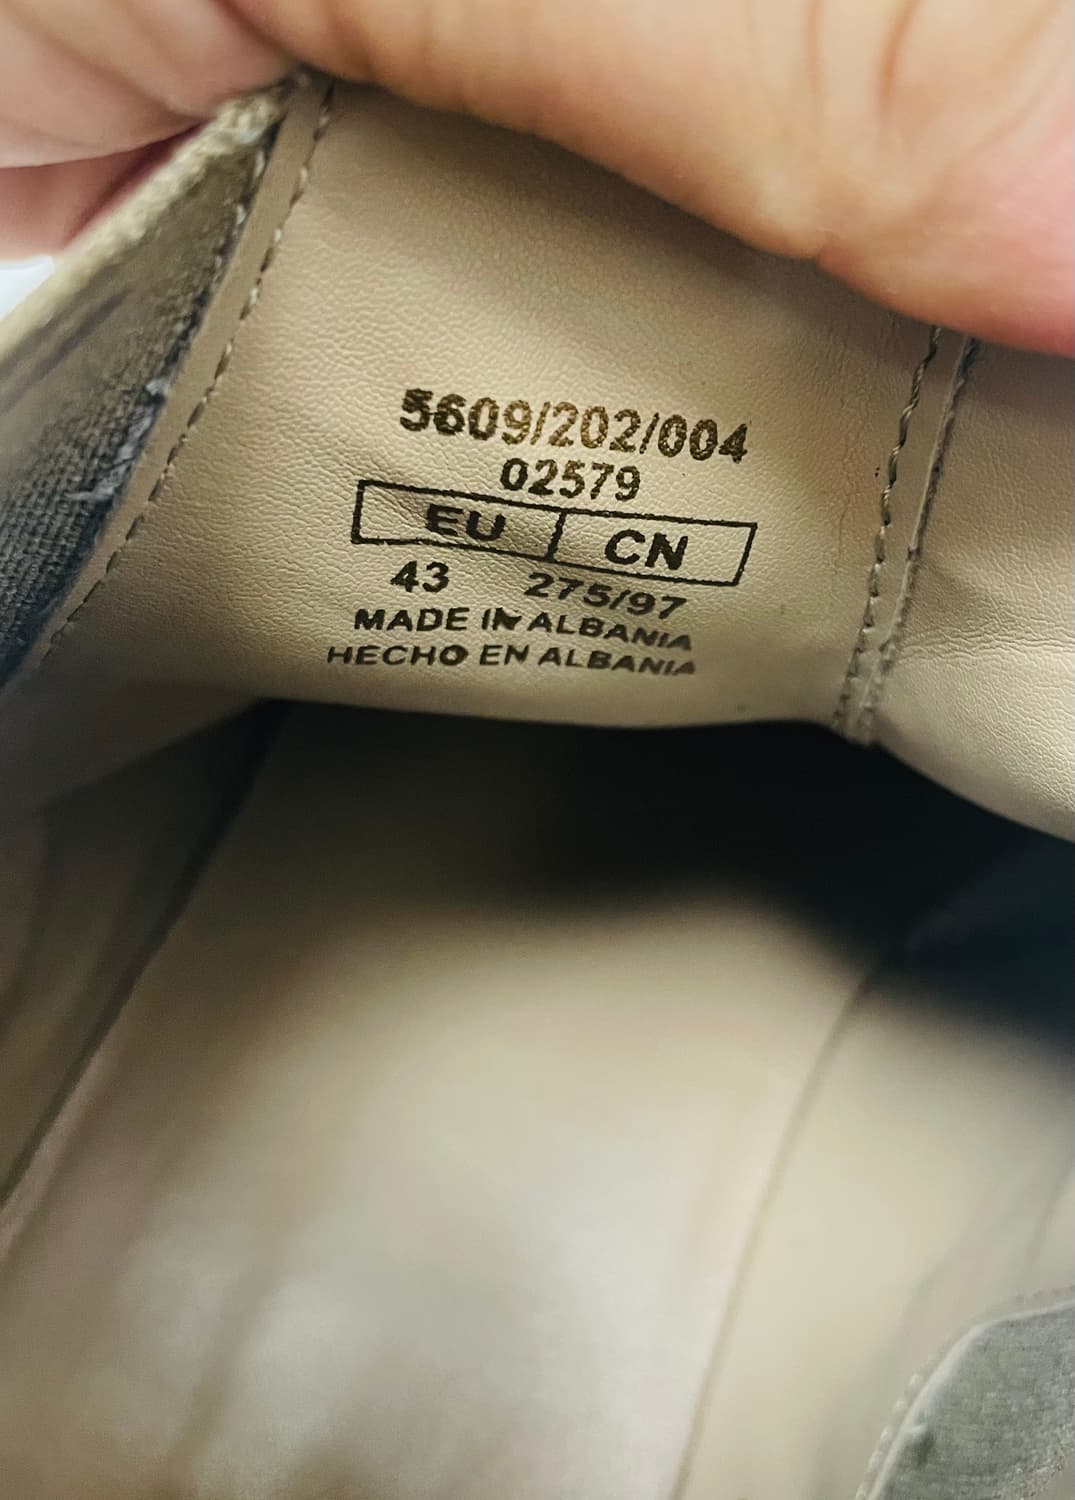 5609/202/004
02579
EU CN
43 275/97
MADE IN ALBANIA
HECHO EN ALBANIA